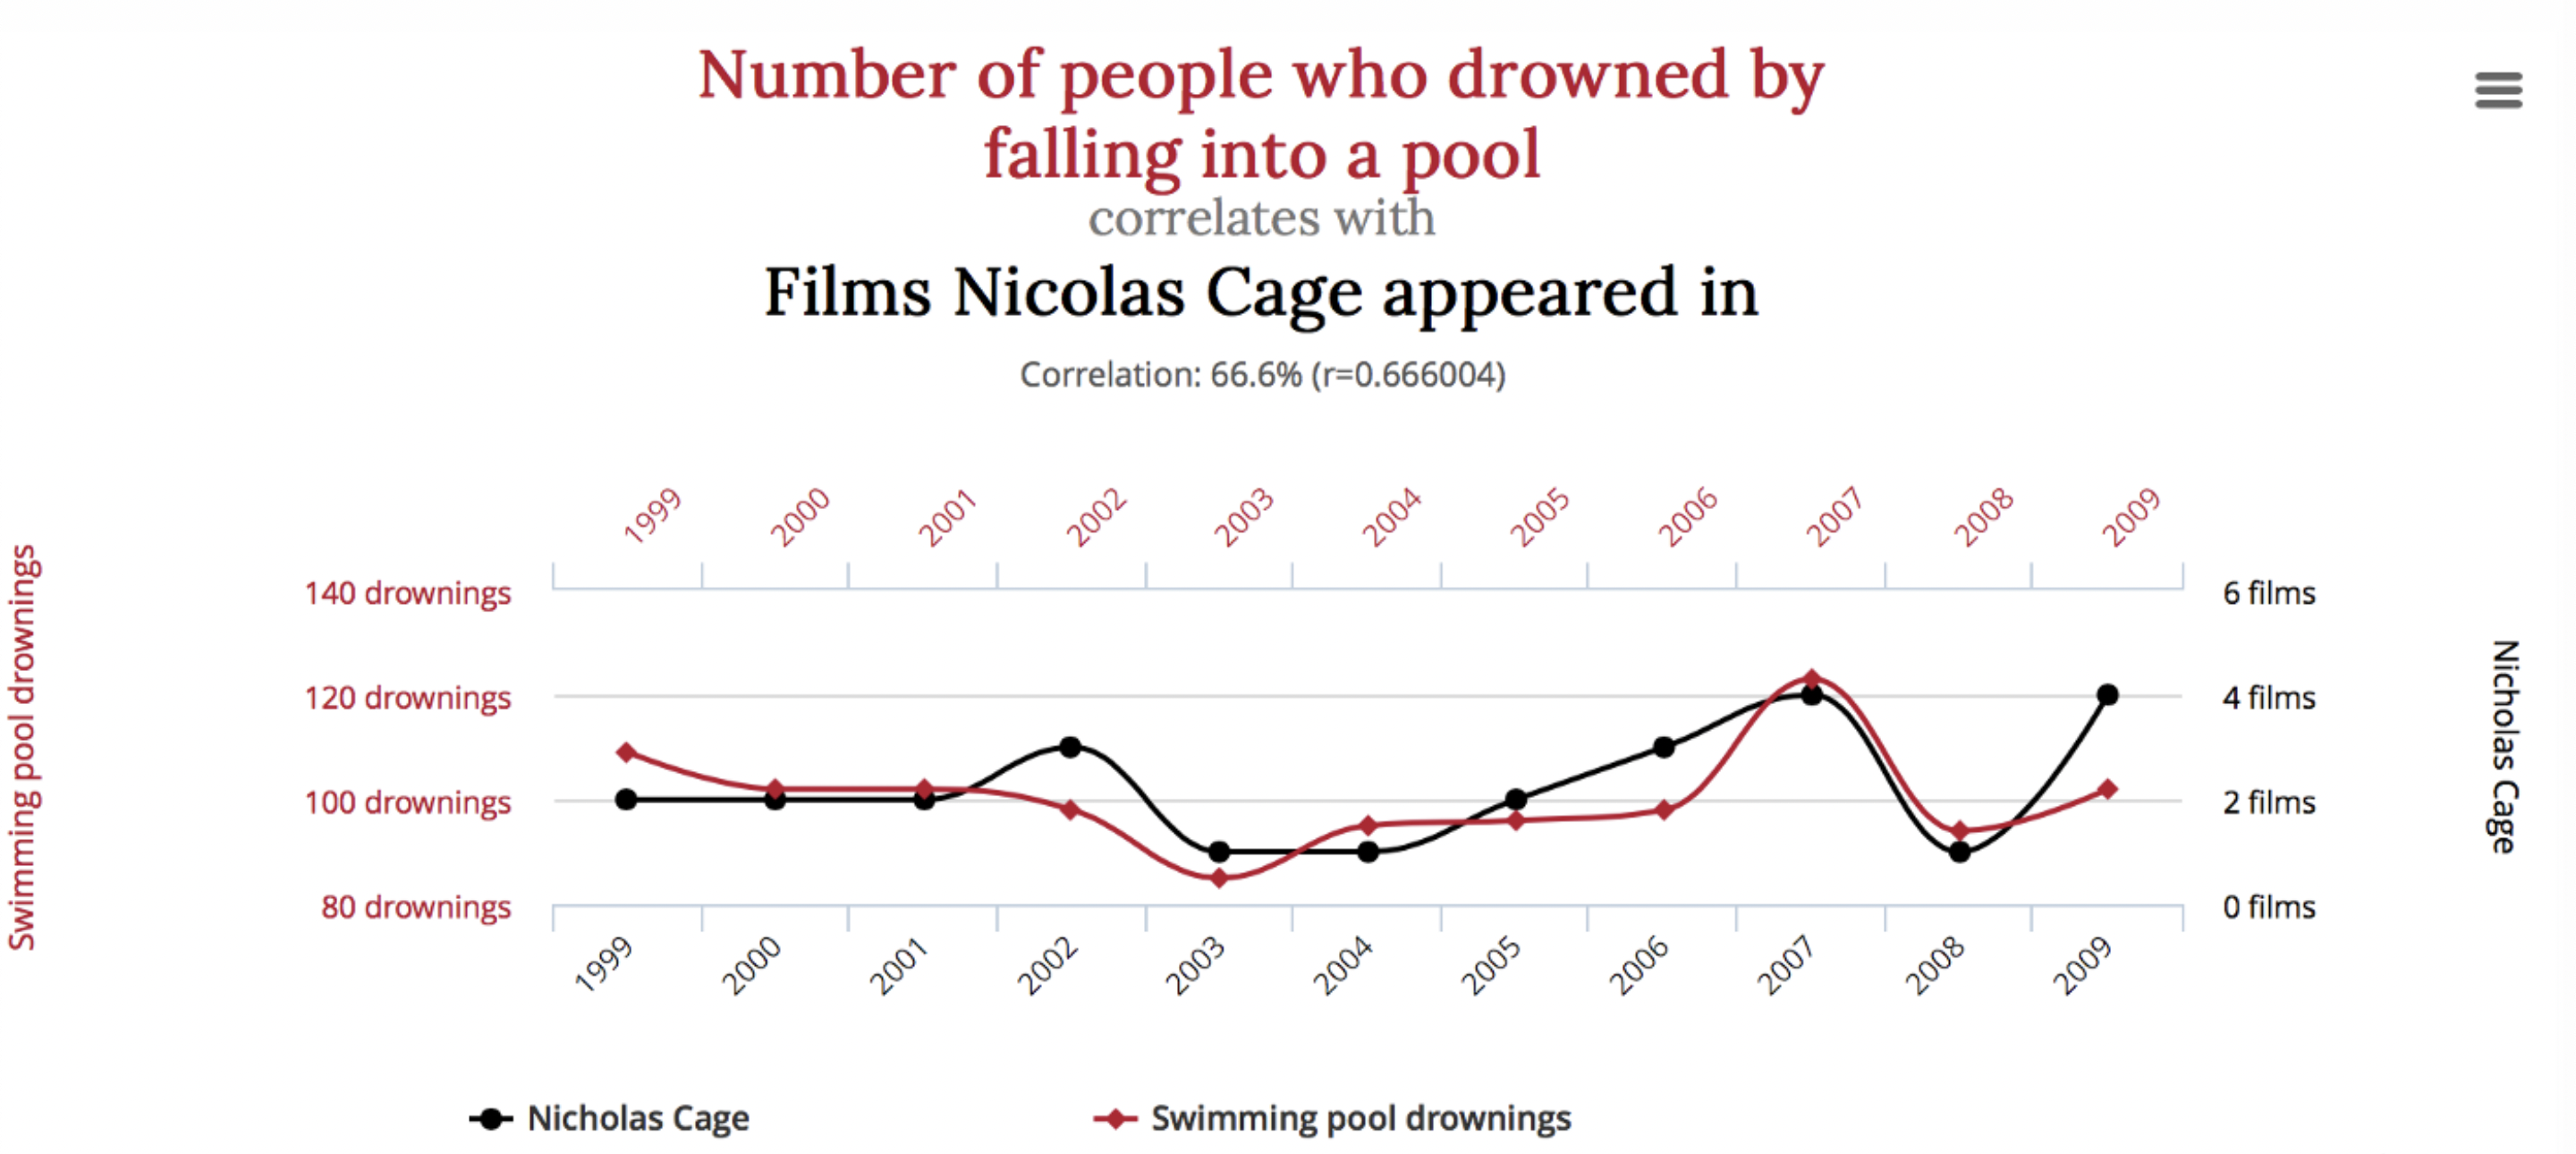 Number of people who drowned by
falling into a pool
correlates with
Films Nicolas Cage appeared in
Correlation: 66.6% (r=0.666004)
1999 2000 2001 2002 2003 2004 2005 2006 2007 2008 2009
Swimming pool drownings
140 drownings 6 films
120 drownings 4 films
100 drownings 2 films
80 drownings 0 films
Nicholas Cage
1999 2000 2001 2002 2003 2004 2005 2006 2007 2008 2009
Nicholas Cage Swimming pool drownings